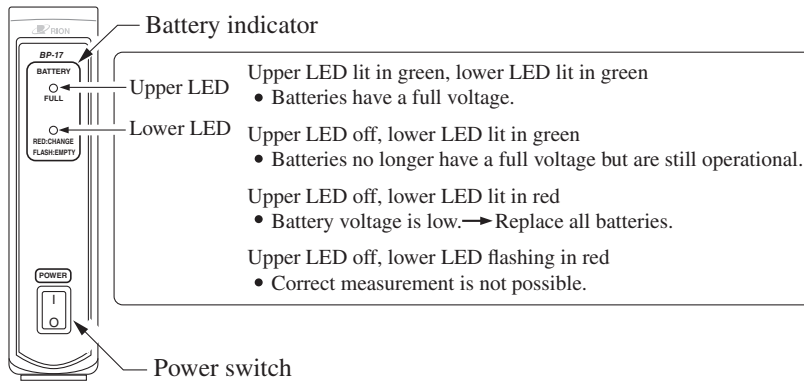 Battery indicator
RION
BP-17
BATTERY
FULL
RED:CHANGE
FLASH:EMPTY
Upper LED
Lower LED
Upper LED lit in green, lower LED lit in green
• Batteries have a full voltage.
Upper LED off, lower LED lit in green
• Batteries no longer have a full voltage but are still operational.
Upper LED off, lower LED lit in red
• Battery voltage is low.→Replace all batteries.
Upper LED off, lower LED flashing in red
• Correct measurement is not possible.
POWER
I
O
Power switch